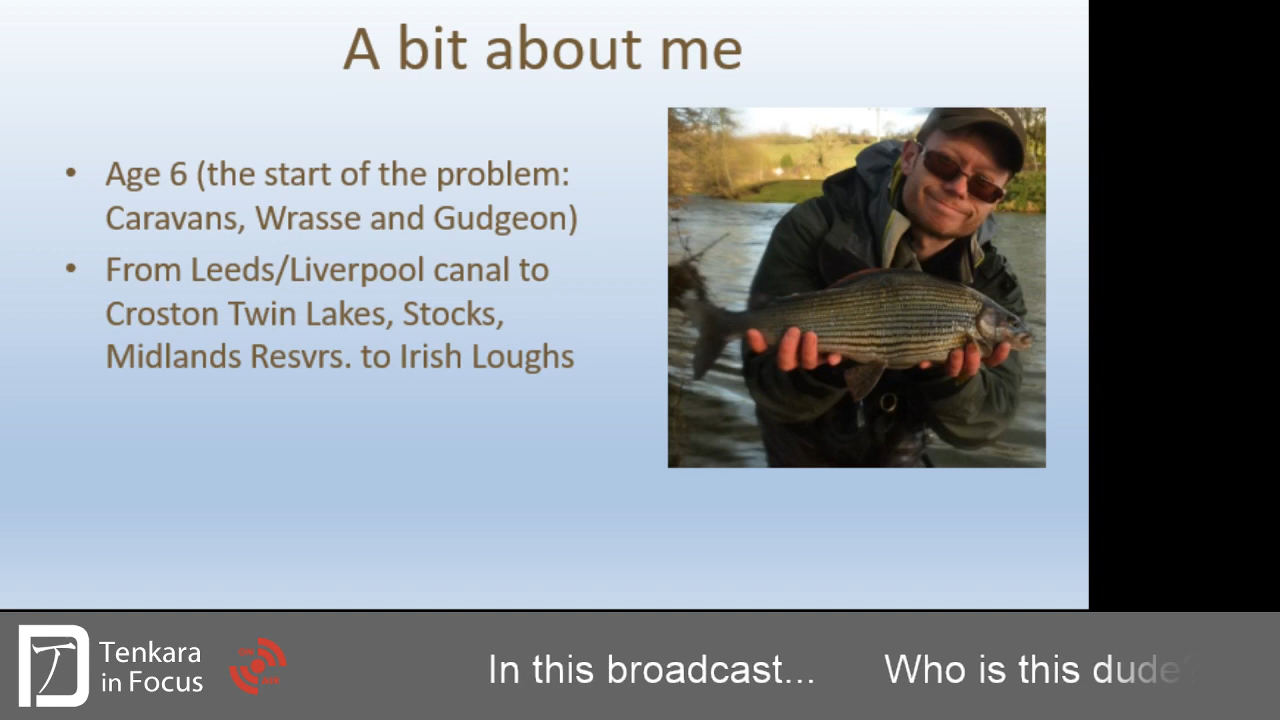 A bit about me
• Age 6 (the start of the problem:
Caravans, Wrasse and Gudgeon)
• From Leeds/Liverpool canal to
Croston Twin Lakes, Stocks,
Midlands Resvrs. to Irish Loughs
Tenkara
in Focus
In this broadcast... Who is this dude?